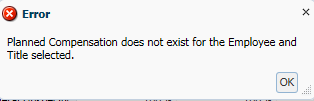 Error
Planned Compensation does not exist for the Employee and
Title selected.
OK